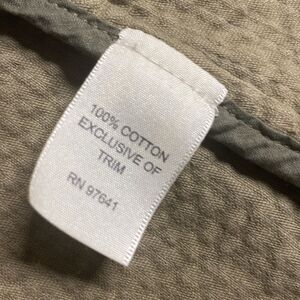 100% COTTON
EXCLUSIVE OF
TRIM
RN 97641